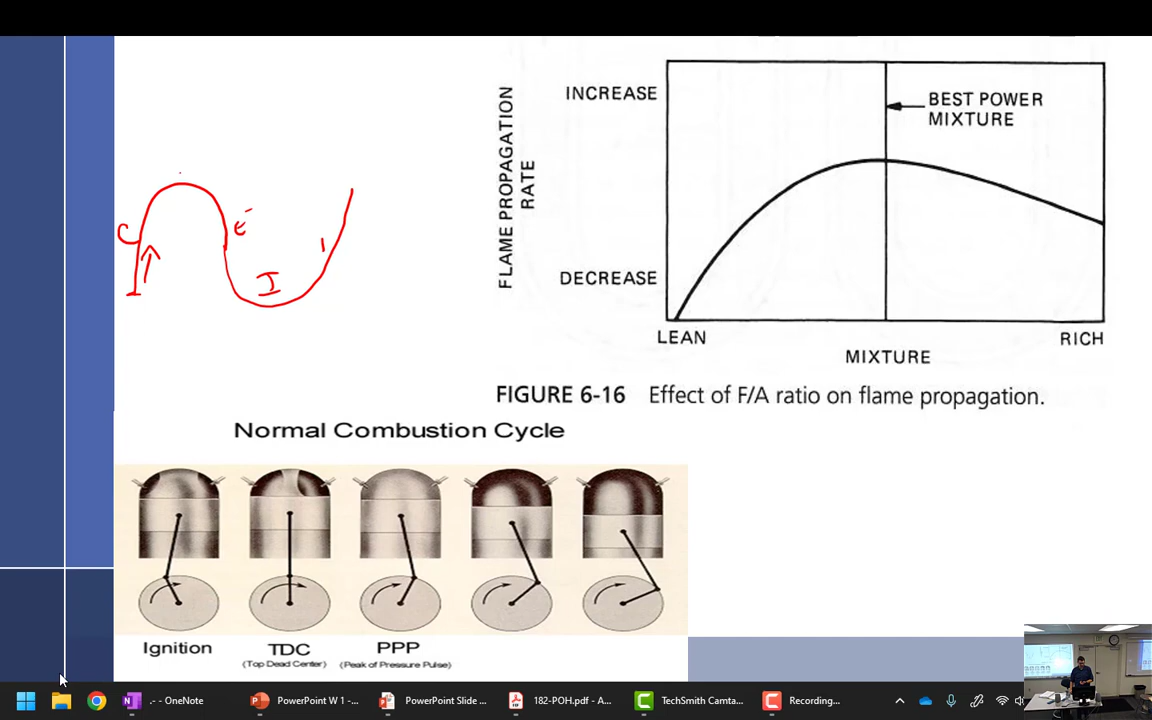 INCREASE
BEST POWER
MIXTURE
FLAME PROPAGATION
RATE
DECREASE
LEAN
RICH
MIXTURE
FIGURE 6-16 Effect of F/A ratio on flame propagation.
C
E
I
Normal Combustion Cycle
Ignition
TDC
(Top Dead Center)
PPP
(Peak of Pressure Pulse)
.- - OneNote
PowerPoint W 1 -...
PowerPoint Slide ...
182-POH.pdf - A...
TechSmith Camta...
Recording...